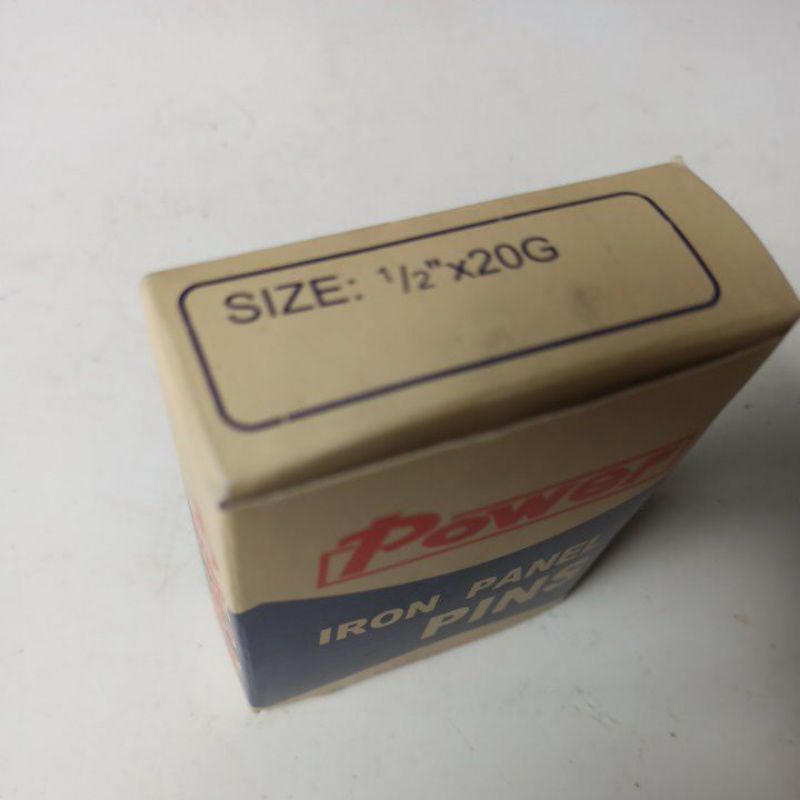 SIZE: 1/2"x20G
Power
IRON PANEL
PINS